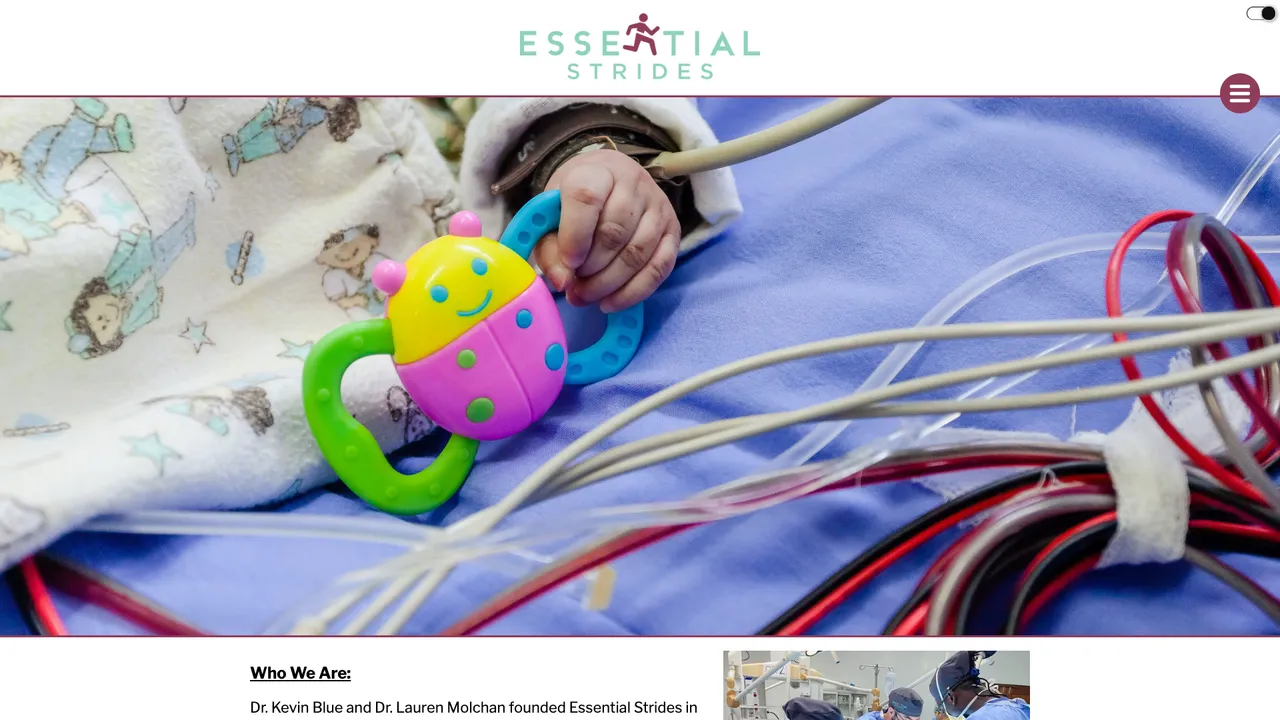 ESSENTIAL
STRIDES
Who We Are:
Dr. Kevin Blue and Dr. Lauren Molchan founded Essential Strides in